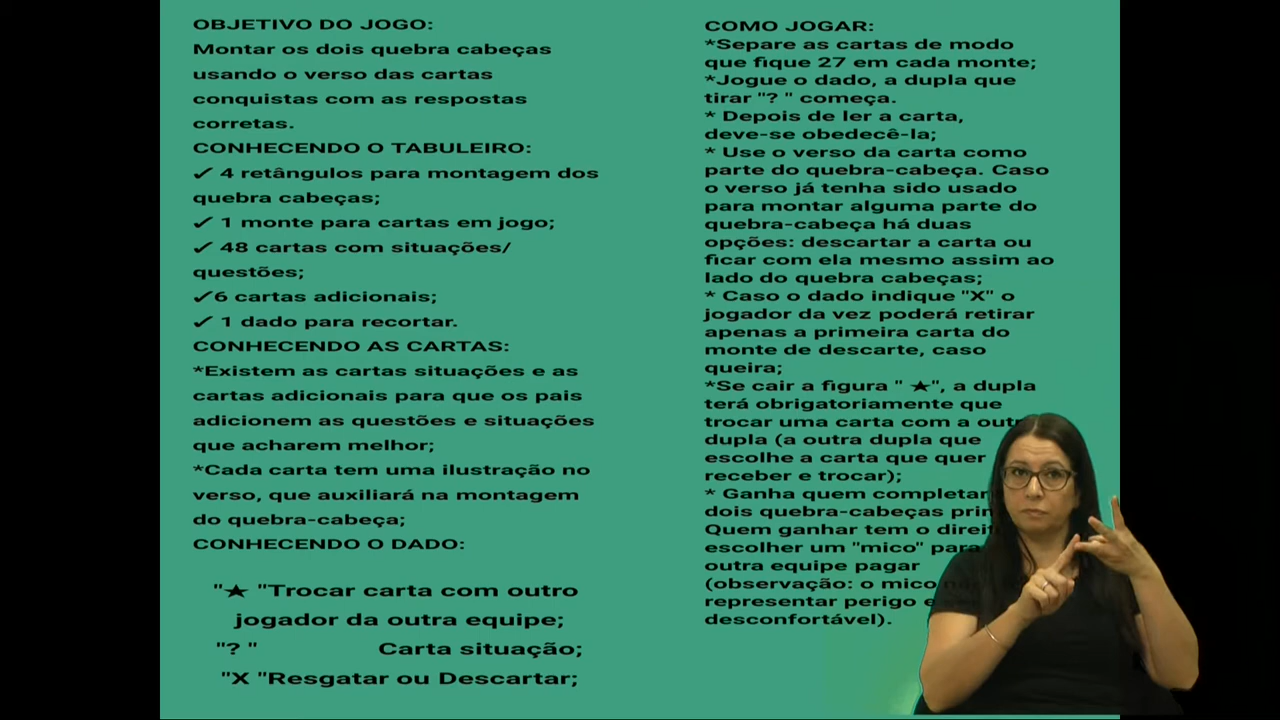 OBJETIVO DO JOGO:
Montar os dois quebra cabeças
usando o verso das cartas
conquistas com as respostas
corretas.
CONHECENDO O TABULEIRO:
✓ 4 retângulos para montagem dos
quebra cabeças;
✓ 1 monte para cartas em jogo;
✓ 48 cartas com situações/
questões;
✓6 cartas adicionais;
✓ 1 dado para recortar.
CONHECENDO AS CARTAS:
*Existem as cartas situações e as
cartas adicionais para que os pais
adicionem as questões e situações
que acharem melhor;
*Cada carta tem uma ilustração no
verso, que auxiliará na montagem
do quebra-cabeça;
CONHECENDO O DADO:
"★ "Trocar carta com outro
jogador da outra equipe;
"? " Carta situação;
"X "Resgatar ou Descartar;
COMO JOGAR:
*Separe as cartas de modo
que fique 27 em cada monte;
*Jogue o dado, a dupla que
tirar "? " começa.
* Depois de ler a carta,
deve-se obedecê-la;
* Use o verso da carta como
parte do quebra-cabeça. Caso
o verso já tenha sido usado
para montar alguma parte do
quebra-cabeça há duas
opções: descartar a carta ou
ficar com ela mesmo assim ao
lado do quebra cabeças;
* Caso o dado indique "X" o
jogador da vez poderá retirar
apenas a primeira carta do
monte de descarte, caso
queira;
*Se cair a figura " ★", a dupla
terá obrigatoriamente que
trocar uma carta com a outr
dupla (a outra dupla que
escolhe a carta que quer
receber e trocar);
* Ganha quem completar
dois quebra-cabeças
Quem ganhar tem o
escolher um "mico" para
outra equipe pagar
(observação: o mico
representar perigo e
desconfortável).